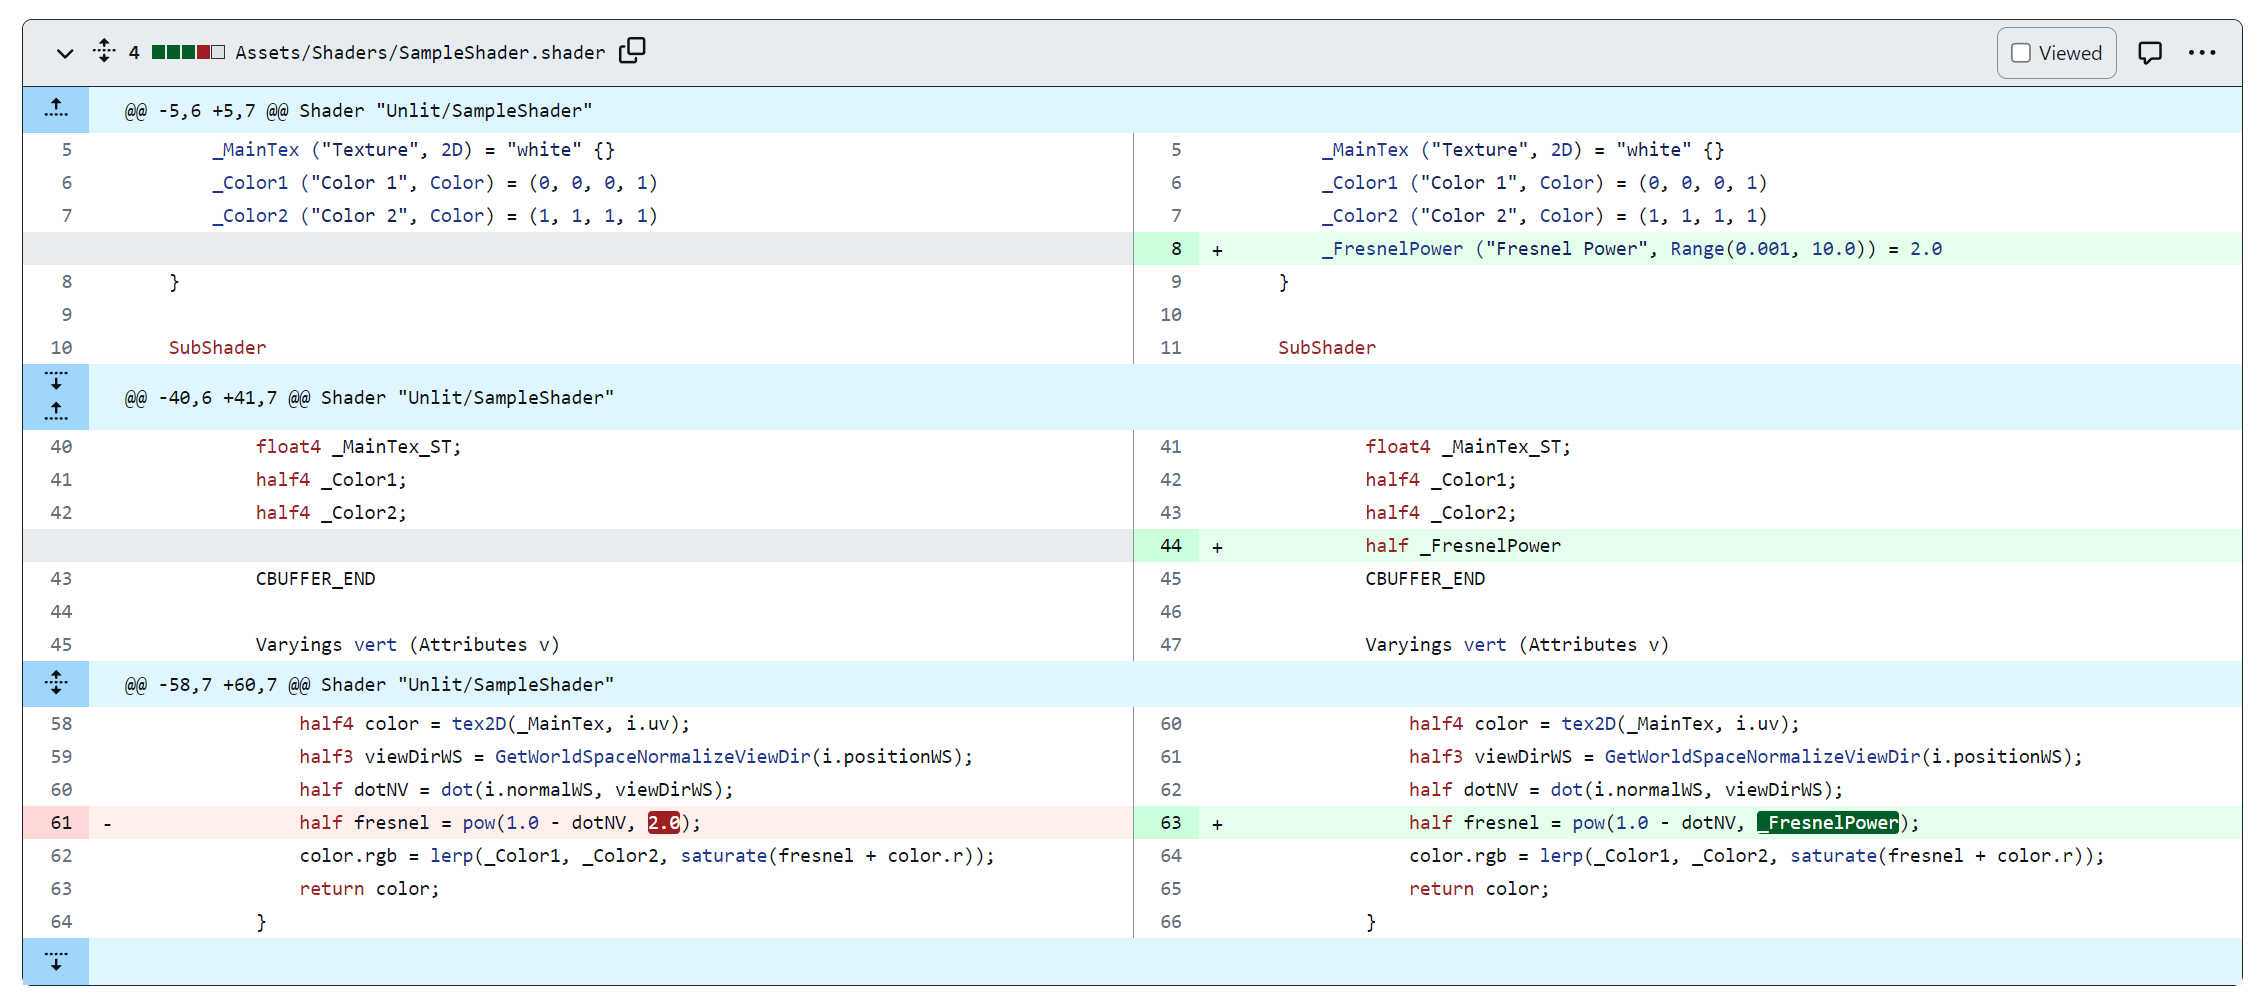 4 Assets/Shaders/SampleShader.shader Viewed
@@ -5,6 +5,7 @@ Shader "Unlit/SampleShader"
5 _MainTex ("Texture", 2D) = "white" {} 5 _MainTex ("Texture", 2D) = "white" {}
6 _Color1 ("Color 1", Color) = (0, 0, 0, 1) 6 _Color1 ("Color 1", Color) = (0, 0, 0, 1)
7 _Color2 ("Color 2", Color) = (1, 1, 1, 1) 7 _Color2 ("Color 2", Color) = (1, 1, 1, 1)
8 + _FresnelPower ("Fresnel Power", Range(0.001, 10.0)) = 2.0
8 } 9 }
9 10
10 SubShader 11 SubShader
@@ -40,6 +41,7 @@ Shader "Unlit/SampleShader"
40 float4 _MainTex_ST; 41 float4 _MainTex_ST;
41 half4 _Color1; 42 half4 _Color1;
42 half4 _Color2; 43 half4 _Color2;
44 + half _FresnelPower
43 CBUFFER_END 45 CBUFFER_END
44 46
45 Varyings vert (Attributes v) 47 Varyings vert (Attributes v)
@@ -58,7 +60,7 @@ Shader "Unlit/SampleShader"
58 half4 color = tex2D(_MainTex, i.uv); 60 half4 color = tex2D(_MainTex, i.uv);
59 half3 viewDirWS = GetWorldSpaceNormalizeViewDir(i.positionWS); 61 half3 viewDirWS = GetWorldSpaceNormalizeViewDir(i.positionWS);
60 half dotNV = dot(i.normalWS, viewDirWS); 62 half dotNV = dot(i.normalWS, viewDirWS);
61 - half fresnel = pow(1.0 - dotNV, 2.0); 63 + half fresnel = pow(1.0 - dotNV, _FresnelPower);
62 color.rgb = lerp(_Color1, _Color2, saturate(fresnel + color.r)); 64 color.rgb = lerp(_Color1, _Color2, saturate(fresnel + color.r));
63 return color; 65 return color;
64 } 66 }